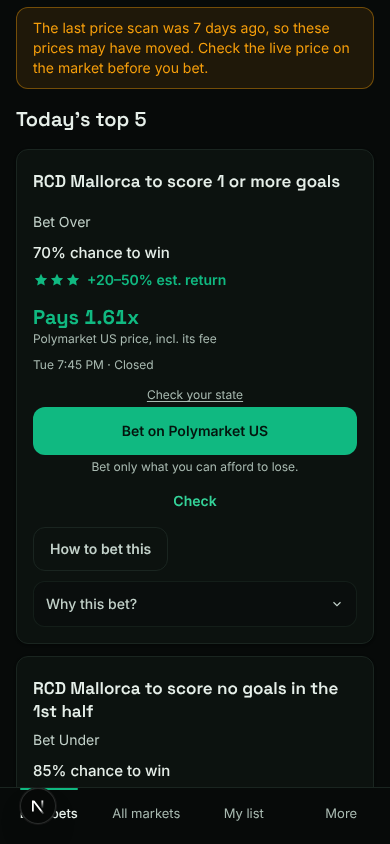 The last price scan was 7 days ago, so these
prices may have moved. Check the live price on
the market before you bet.
Today's top 5
RCD Mallorca to score 1 or more goals
Bet Over
70% chance to win
★★★ +20–50% est. return
Pays 1.61x
Polymarket US price, incl. its fee
Tue 7:45 PM · Closed
Check your state
Bet on Polymarket US
Bet only what you can afford to lose.
Check
How to bet this
Why this bet?
RCD Mallorca to score no goals in the
1st half
Bet Under
85% chance to win
N
bets
All markets
My list
More